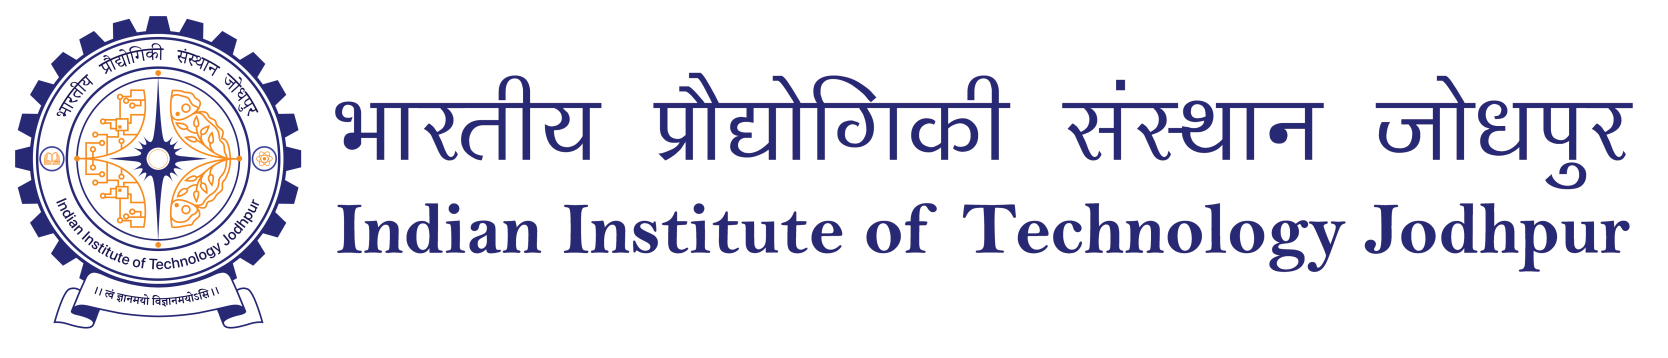 भारतीय प्रौद्योगिकी संस्थान जोधपुर
Indian Institute of Technology Jodhpur
।। त्वं ज्ञानमयो विज्ञानमयोऽसि ।।
भारतीय प्रौद्योगिकी संस्थान जोधपुर
Indian Institute of Technology Jodhpur